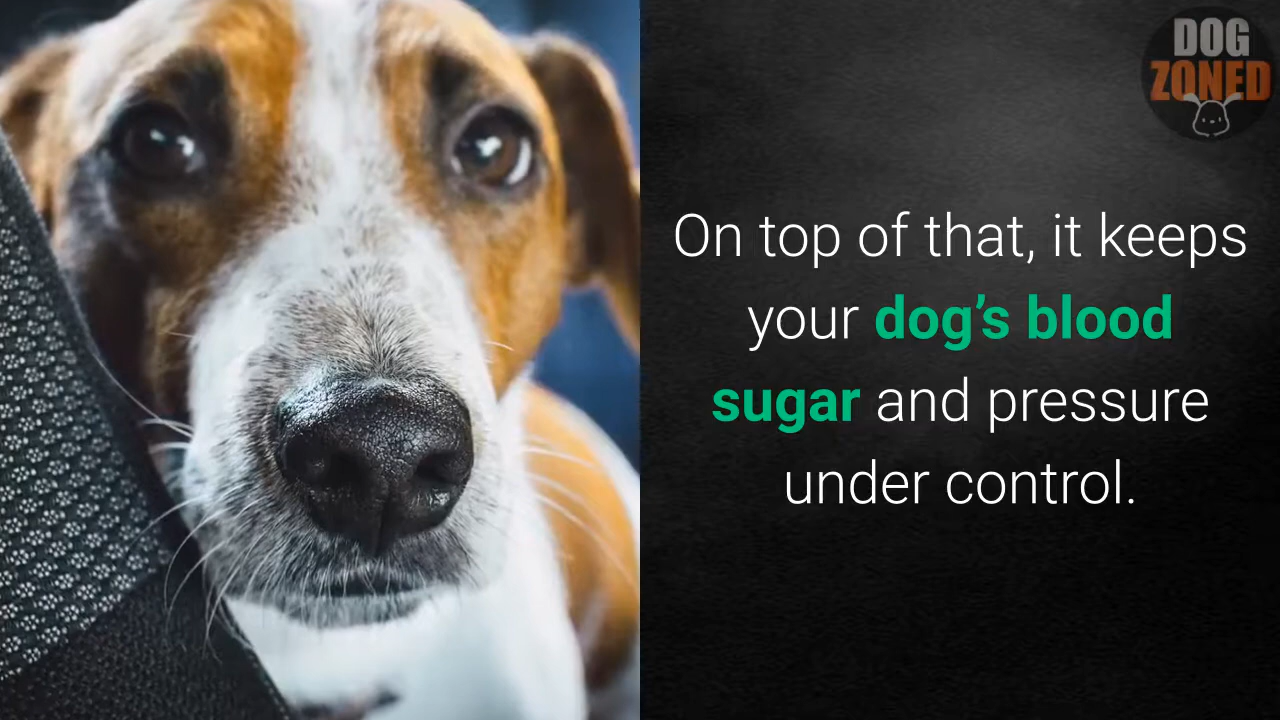 DOG
ZONED
On top of that, it keeps
your dog’s blood
sugar and pressure
under control.